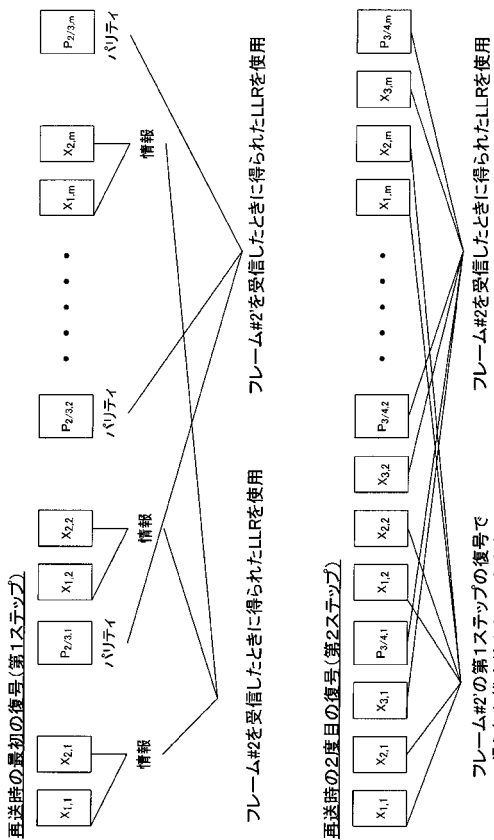 再送時の最初の復号(第1ステップ)
X1,1 X2,1 P2/3,1 X1,2 X2,2 P2/3,2 • • • • • X1,m X2,m P2/3,m
情報 パリティ 情報 パリティ 情報 パリティ
フレーム#2を受信したときに得られたLLRを使用 フレーム#2'を受信したときに得られたLLRを使用
再送時の2度目の復号(第2ステップ)
X1,1 X2,1 X3,1 P3/4,1 X1,2 X2,2 X3,2 P3/4,2 • • • • • X1,m X2,m X3,m P3/4,m
フレーム#2'の第1ステップの復号で フレーム#2を受信したときに得られたLLRを使用